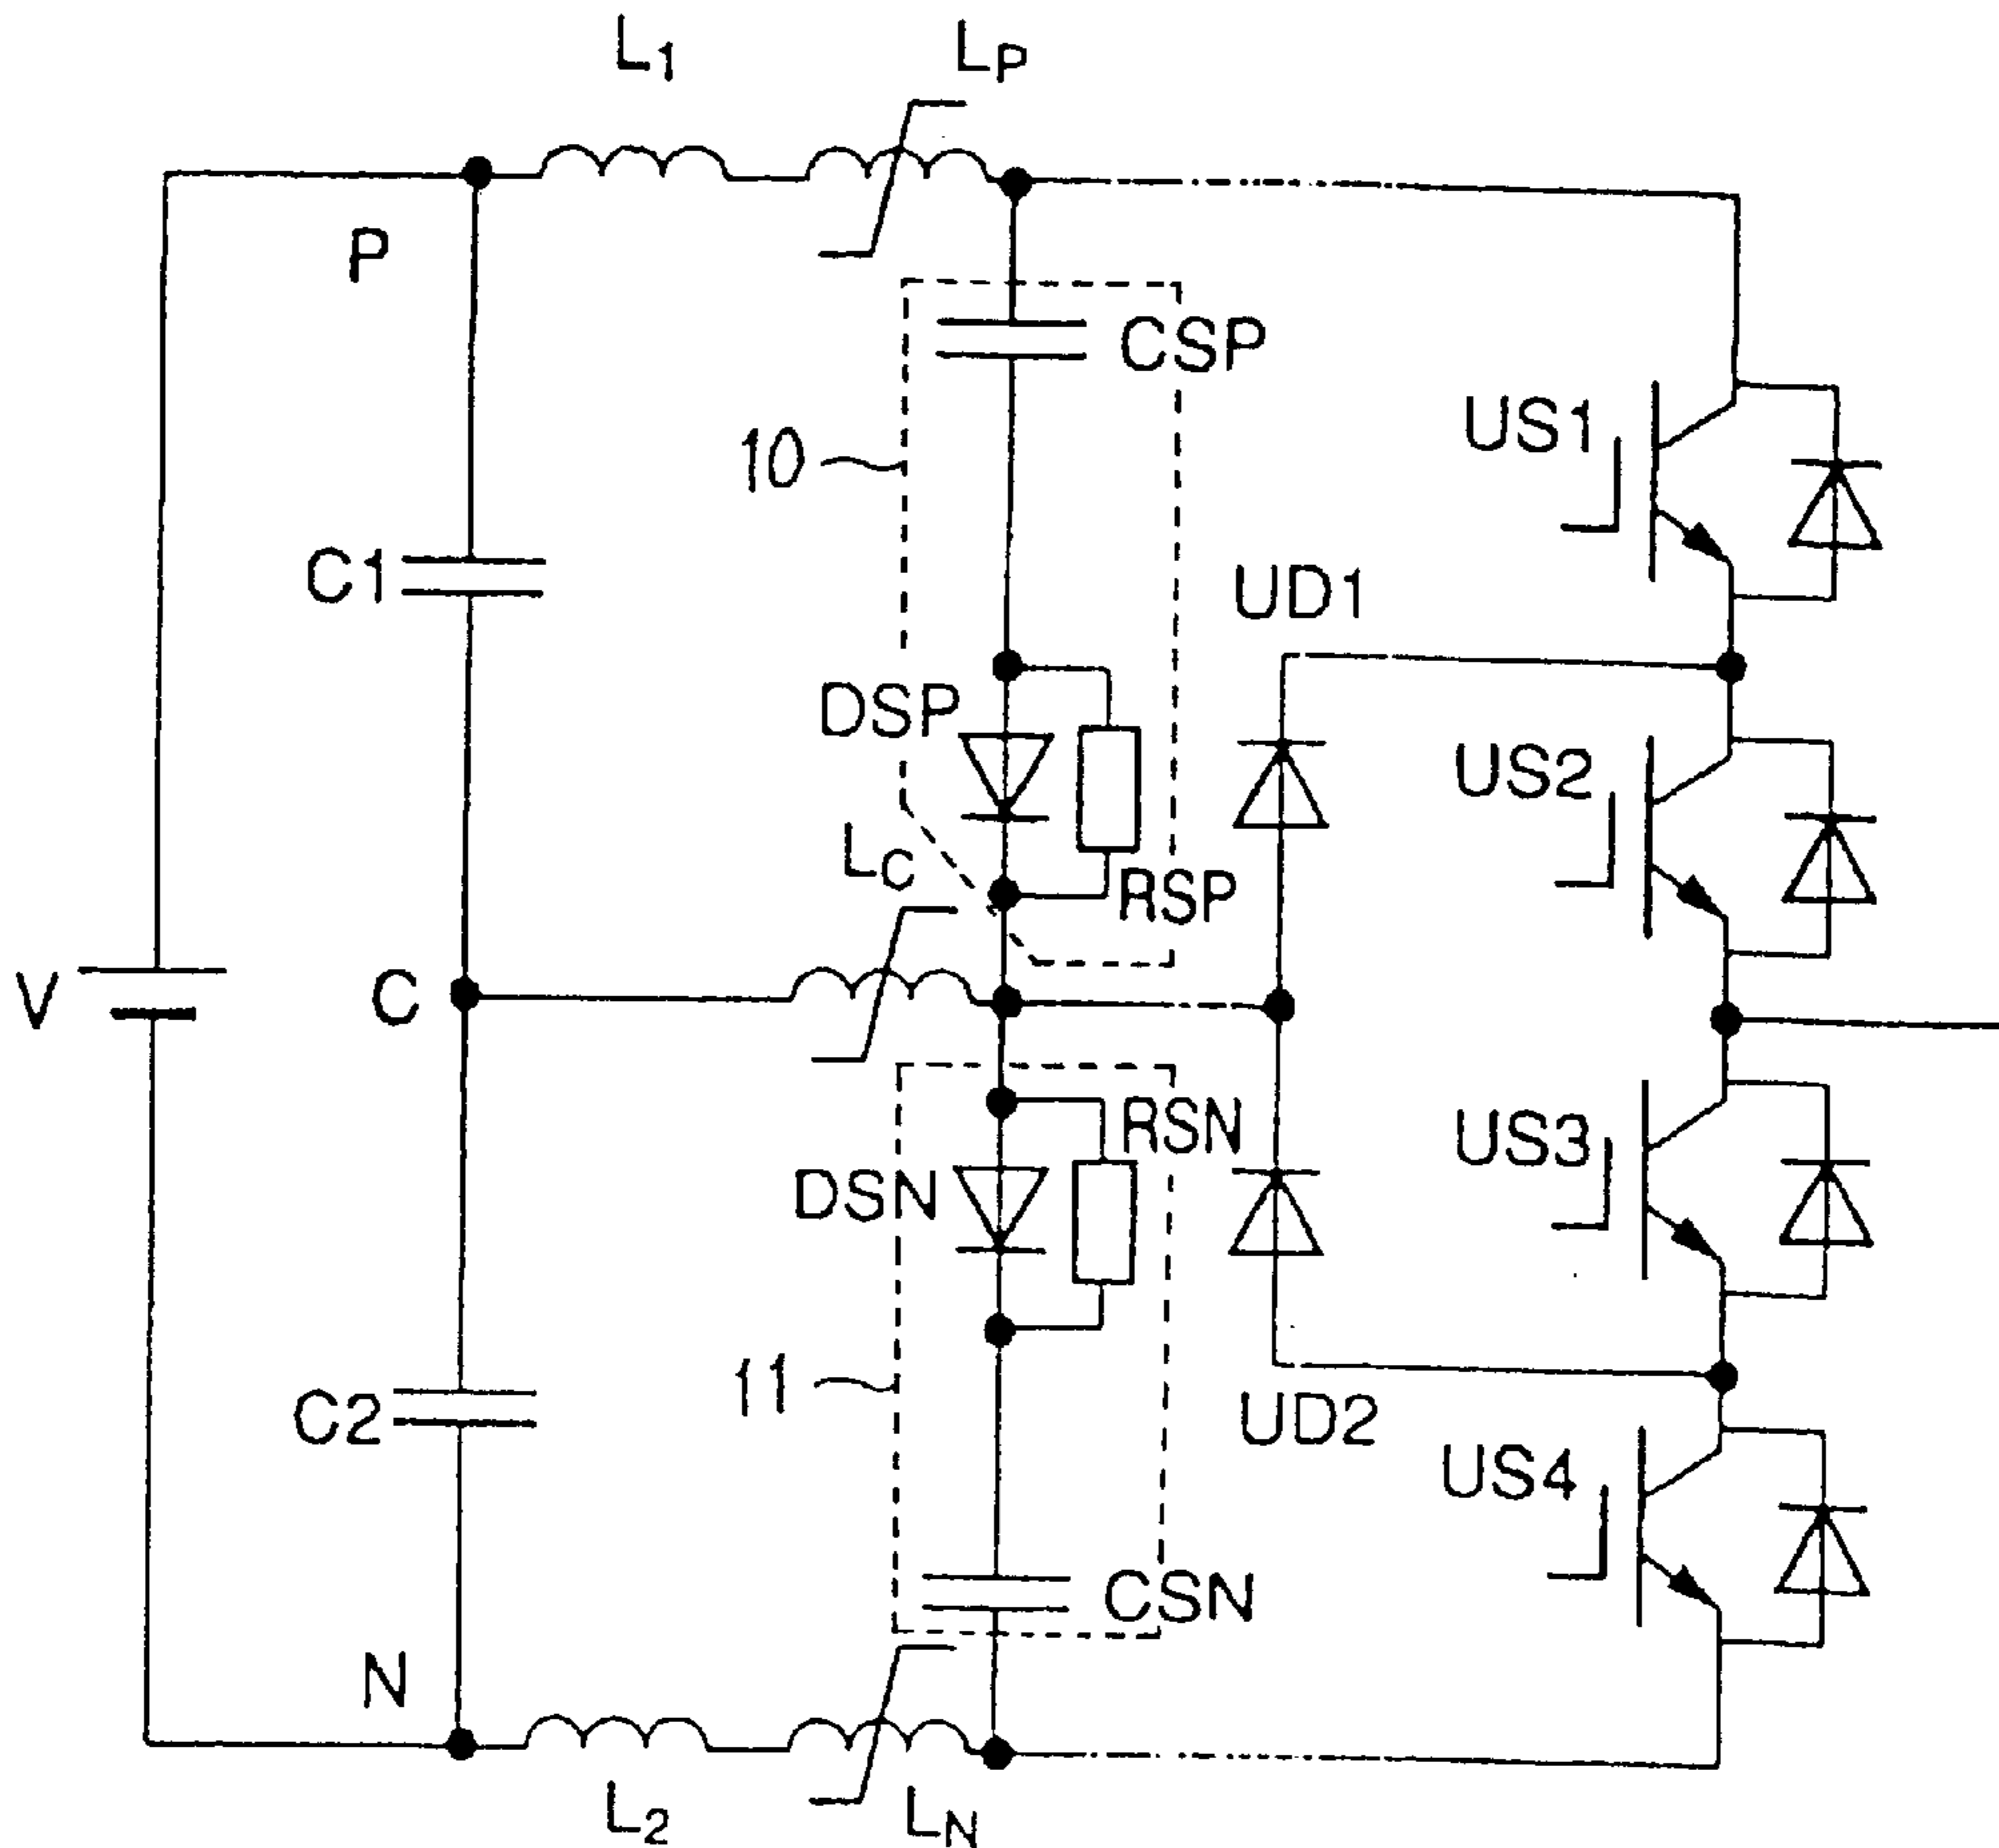 L1
LP
P
CSP
US1
10
C1
UD1
DSP
US2
LC
RSP
V
C
RSN
US3
DSN
11
C2
UD2
US4
CSN
N
L2
LN